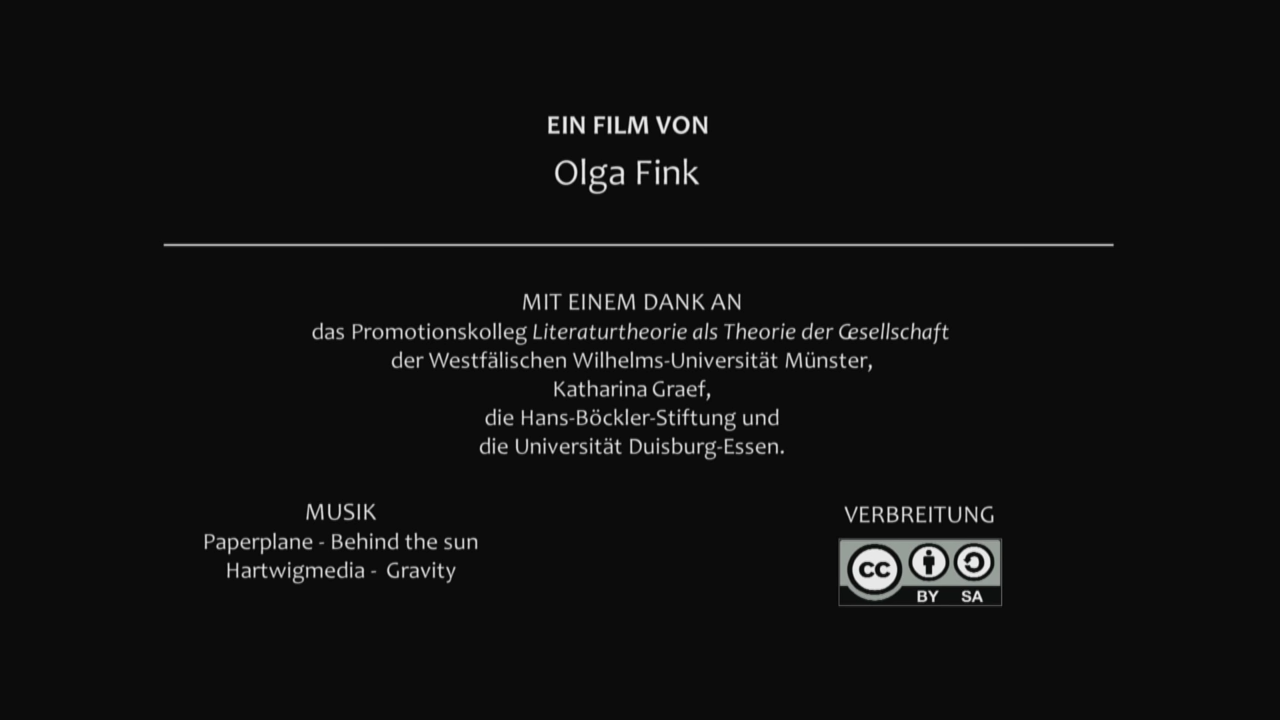 EIN FILM VON
Olga Fink
MIT EINEM DANK AN
das Promotionskolleg Literaturtheorie als Theorie der Gesellschaft
der Westfälischen Wilhelms-Universität Münster,
Katharina Graef,
die Hans-Böckler-Stiftung und
die Universität Duisburg-Essen.
MUSIK
Paperplane - Behind the sun
Hartwigmedia - Gravity
VERBREITUNG
cc
BY SA